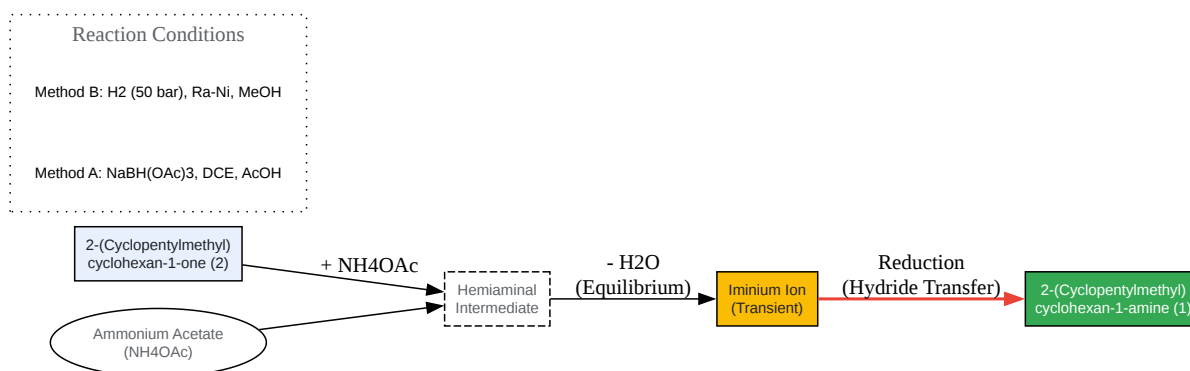 Reaction Conditions
Method B: H2 (50 bar), Ra-Ni, MeOH
Method A: NaBH(OAc)3, DCE, AcOH
2-(Cyclopentylmethyl)
cyclohexan-1-one (2)
+ NH4OAc
Ammonium Acetate
(NH4OAc)
Hemiaminal
Intermediate
- H2O
(Equilibrium)
Iminium Ion
(Transient)
Reduction
(Hydride Transfer)
2-(Cyclopentylmethyl)
cyclohexan-1-amine (1)